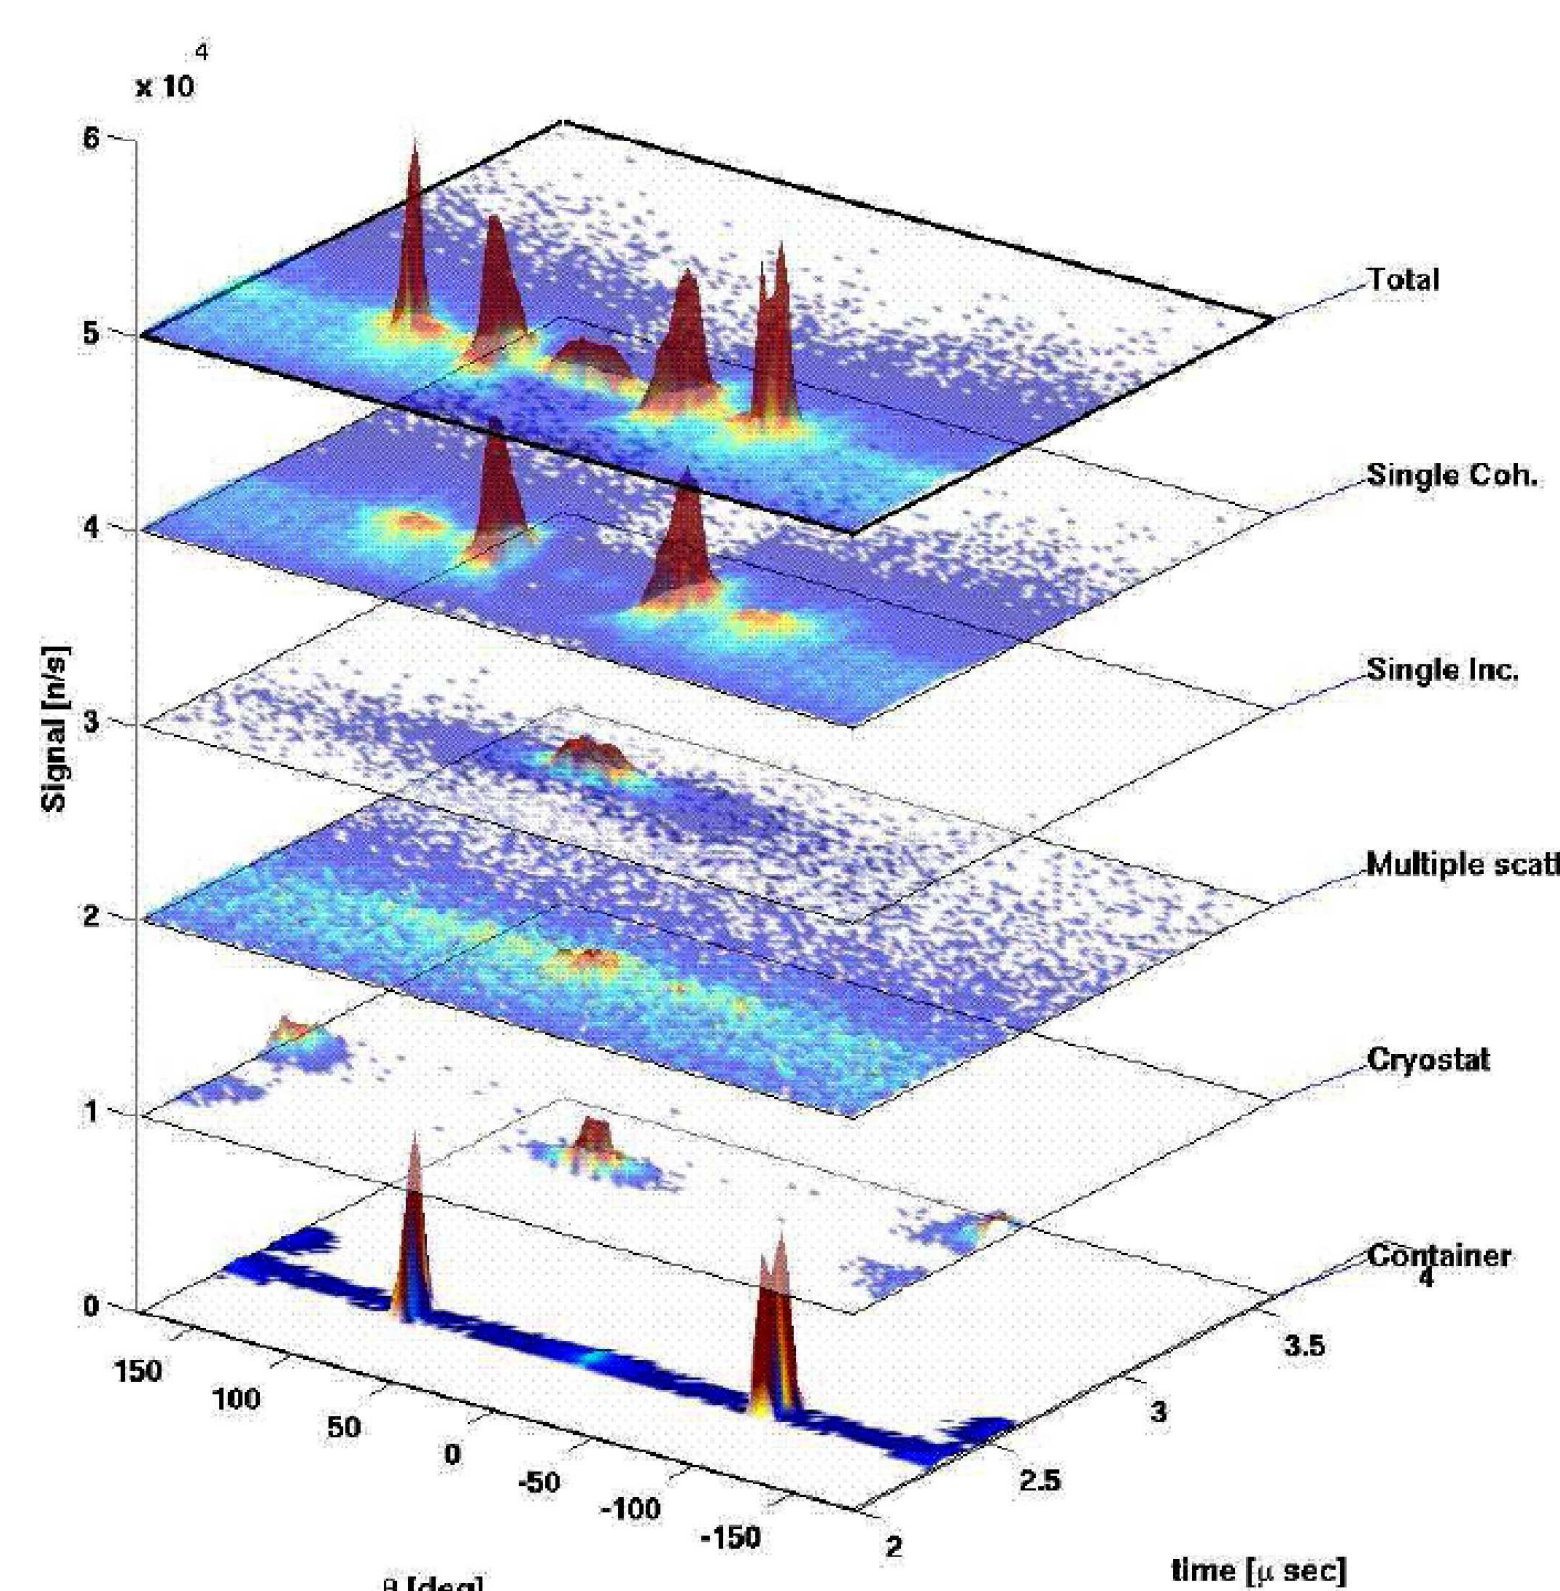 4
x 10
6
5
4
3
2
1
0
Signal [n/s]
Total
Single Coh.
Single Inc.
Multiple scatt
Cryostat
Container
150
100
50
0
-50
-100
-150
θ [deg]
2
2.5
3
3.5
4
time [μ sec]